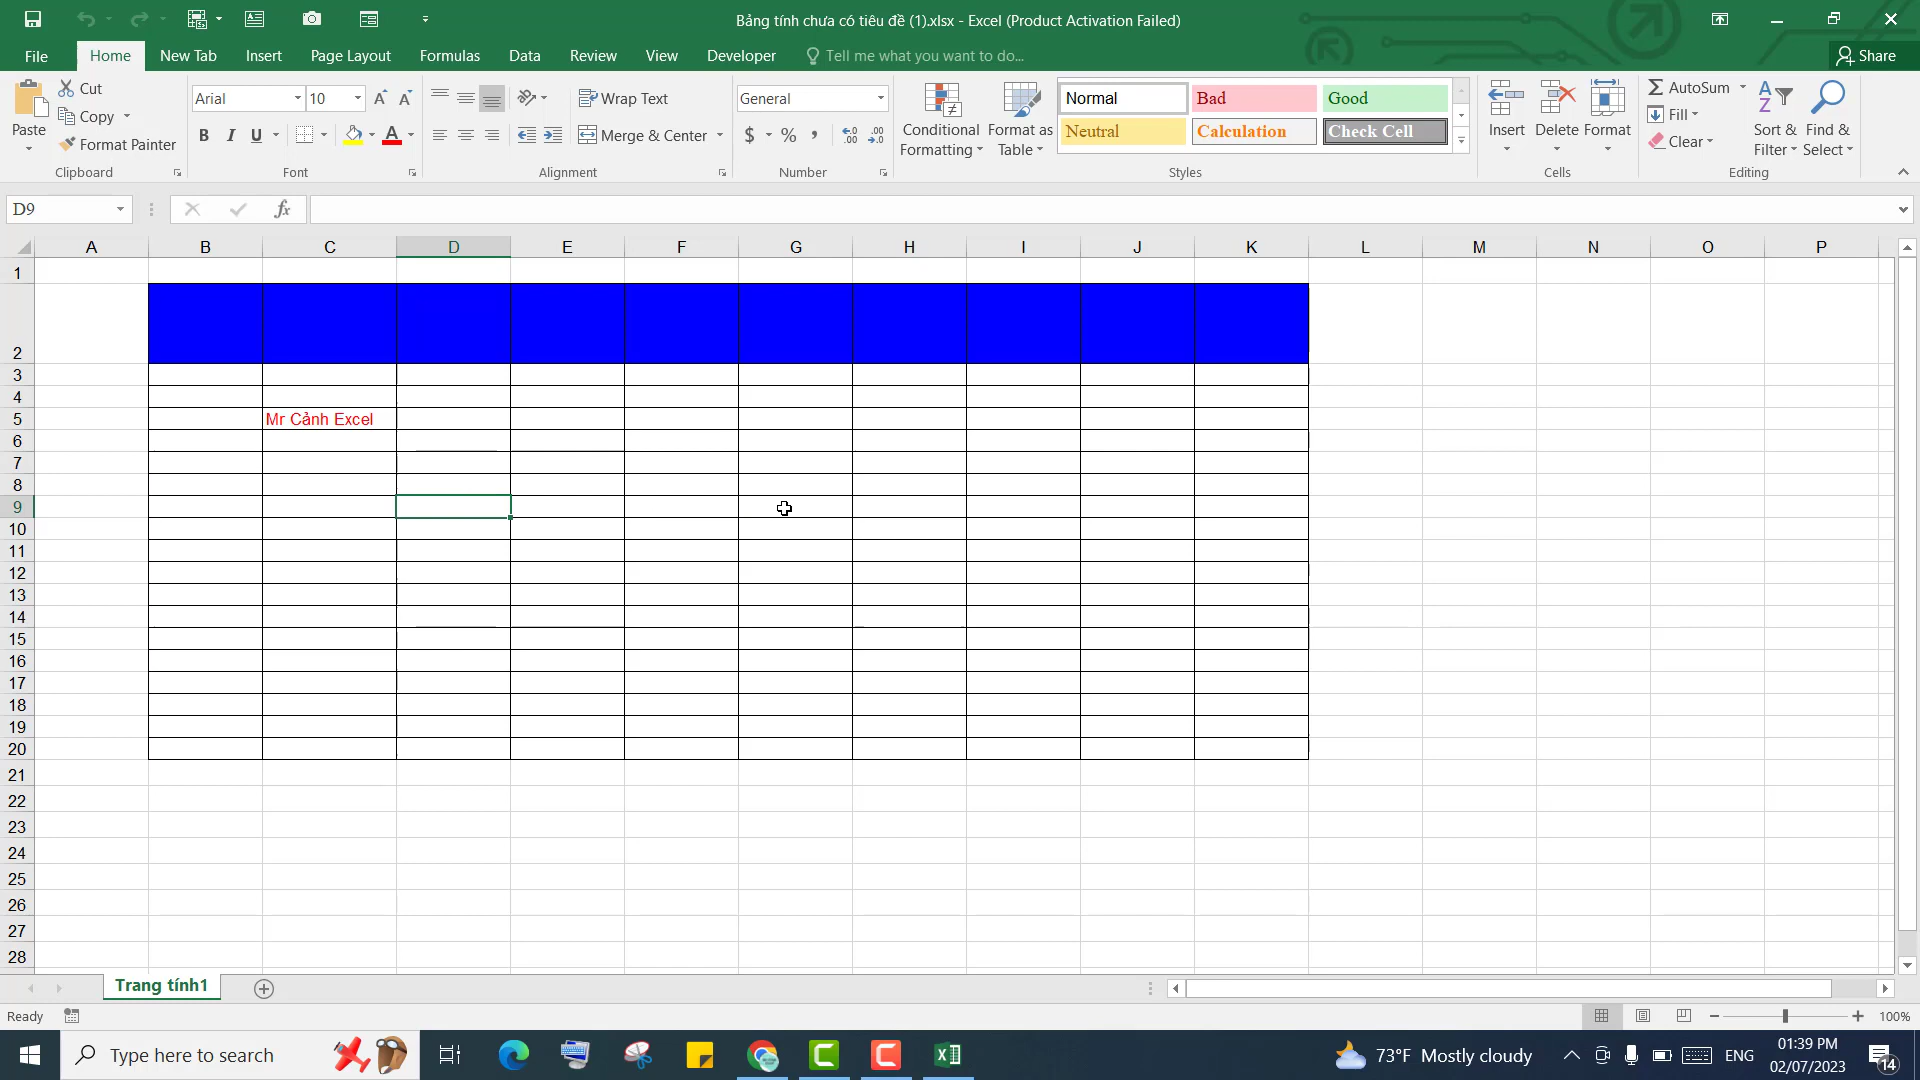 Bảng tính chưa có tiêu đề (1).xlsx - Excel (Product Activation Failed)
File Home New Tab Insert Page Layout Formulas Data Review View Developer Tell me what you want to do... Share
Paste
Cut
Copy
Format Painter
Clipboard
Arial 10
B I U A
Font
Wrap Text
Merge & Center
Alignment
General
$ % ,
Number
Conditional Formatting
Format as Table
Normal Bad Good
Neutral Calculation Check Cell
Styles
Insert Delete Format
Cells
AutoSum
Fill
Clear
Sort & Filter
Find & Select
Editing
D9 fx
A B C D E F G H I J K L M N O P
1
2
3
4
5 Mr Cảnh Excel
6
7
8
9
10
11
12
13
14
15
16
17
18
19
20
21
22
23
24
25
26
27
28
Trang tính1
Ready 100%
Type here to search 73°F Mostly cloudy ENG 01:39 PM
02/07/2023 14